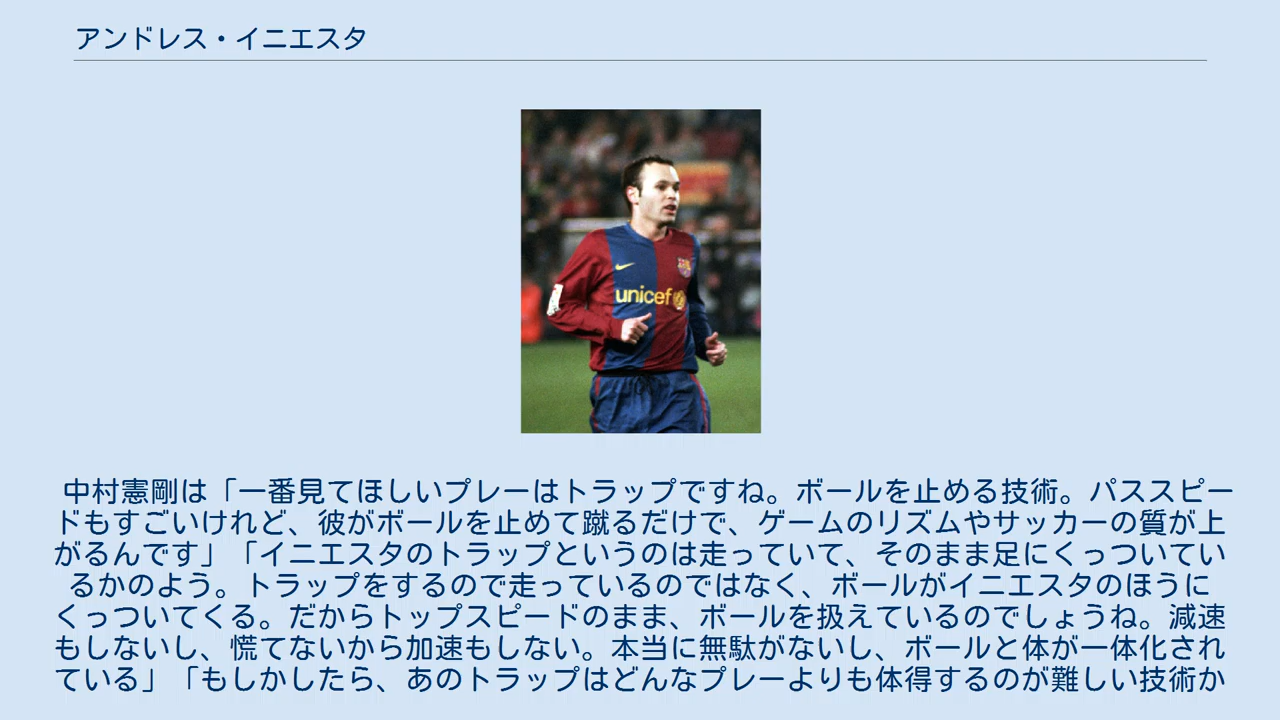 アンドレス・イニエスタ
unicef
中村憲剛は「一番見てほしいプレーはトラップですね。ボールを止める技術。パススピー
ドもすごいけれど、彼がボールを止めて蹴るだけで、ゲームのリズムやサッカーの質が上
がるんです」「イニエスタのトラップというのは走っていて、そのまま足にくっついてい
るかのよう。トラップをするので走っているのではなく、ボールがイニエスタのほうに
くっついてくる。だからトップスピードのまま、ボールを扱えているのでしょうね。減速
もしないし、慌てないから加速もしない。本当に無駄がないし、ボールと体が一体化され
ている」「もしかしたら、あのトラップはどんなプレーよりも体得するのが難しい技術か